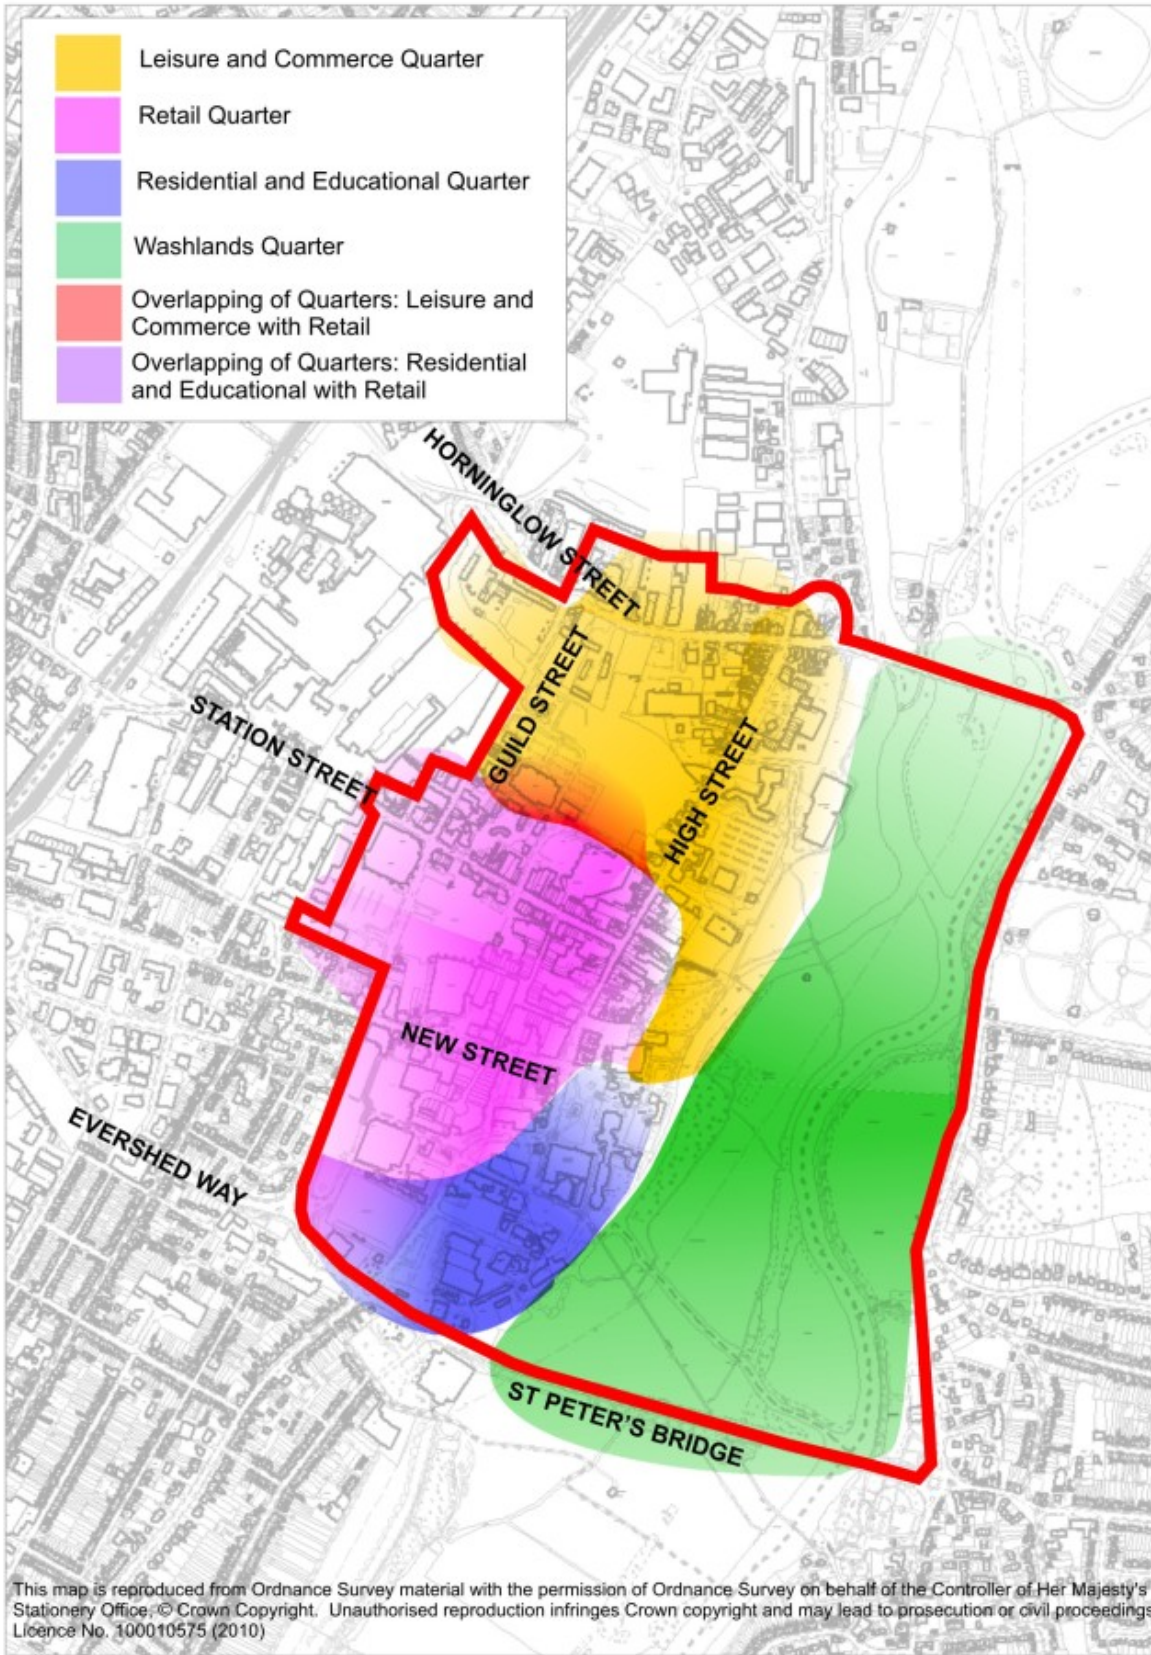 Leisure and Commerce Quarter
Retail Quarter
Residential and Educational Quarter
Washlands Quarter
Overlapping of Quarters: Leisure and
Commerce with Retail
Overlapping of Quarters: Residential
and Educational with Retail
HORNINGLOW STREET
GUILD STREET
STATION STREET
HIGH STREET
NEW STREET
EVERSHED WAY
ST PETER'S BRIDGE
This map is reproduced from Ordnance Survey material with the permission of Ordnance Survey on behalf of the Controller of Her Majesty's
Stationery Office, © Crown Copyright. Unauthorised reproduction infringes Crown copyright and may lead to prosecution or civil proceedings
Licence No. 100010575 (2010)